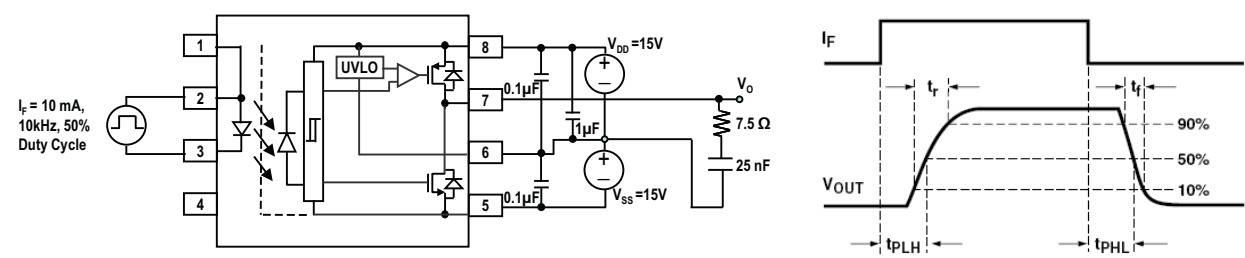 1
2
3
4
I_F = 10 mA,
10kHz, 50%
Duty Cycle
UVLO
8
7
6
5
0.1µF
0.1µF
1µF
V_DD=15V
V_SS=15V
V_O
7.5 Ω
25 nF
I_F
t_r
t_f
90%
50%
10%
V_OUT
t_PLH
t_PHL